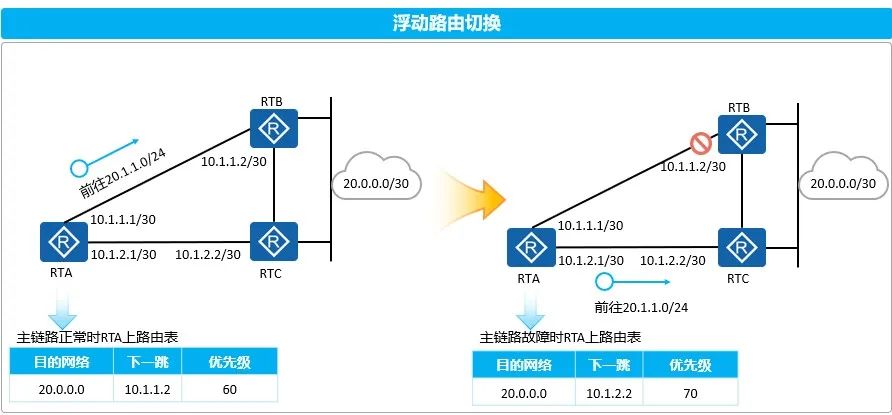 浮动路由切换
RTB
前往20.1.1.0/24
10.1.1.2/30
20.0.0.0/30
10.1.1.1/30
R
R
R
10.1.2.1/30
10.1.2.2/30
RTA
RTC
主链路正常时RTA上路由表
目的网络 下一跳 优先级
20.0.0.0 10.1.1.2 60
RTB
10.1.1.2/30
20.0.0.0/30
10.1.1.1/30
R
R
R
10.1.2.1/30
10.1.2.2/30
RTA
RTC
前往20.1.1.0/24
主链路故障时RTA上路由表
目的网络 下一跳 优先级
20.0.0.0 10.1.2.2 70